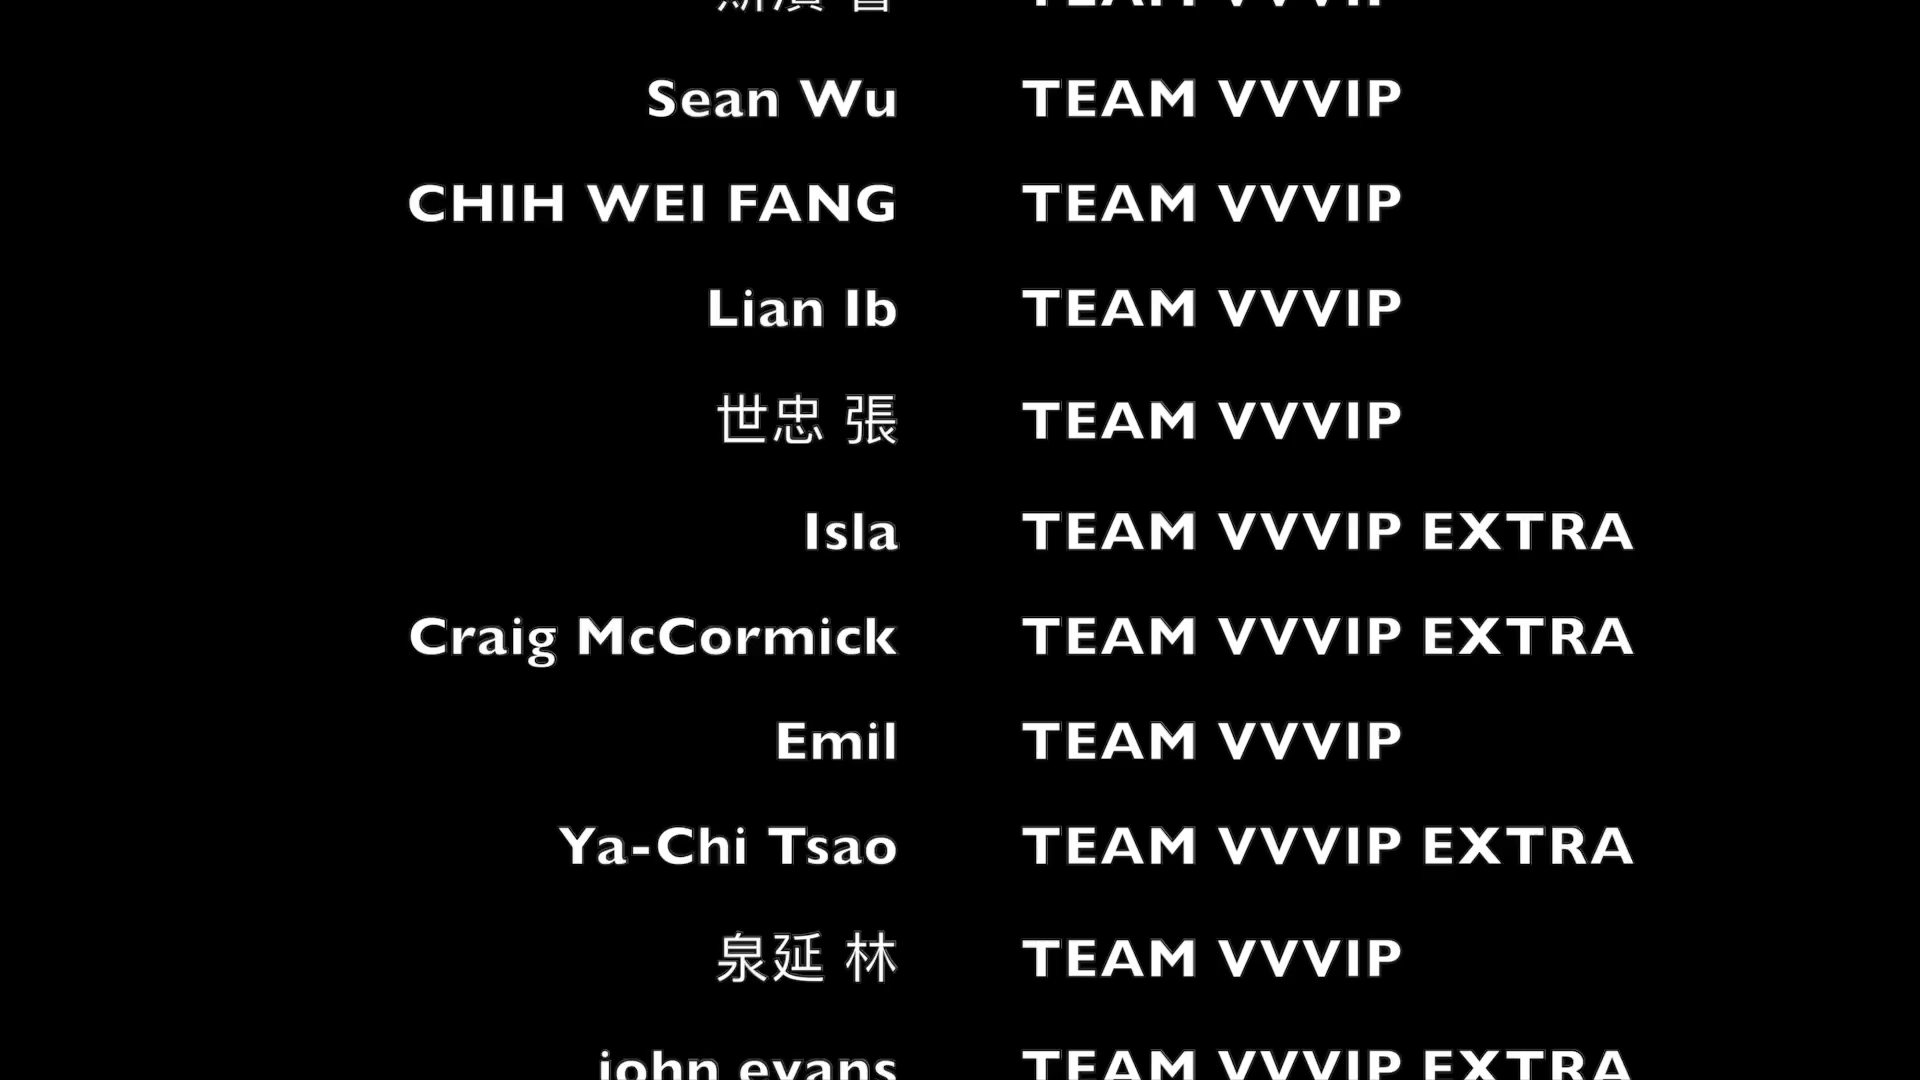 TEAM VVVIP
Sean Wu TEAM VVVIP
CHIH WEI FANG TEAM VVVIP
Lian Ib TEAM VVVIP
世忠 張 TEAM VVVIP
Isla TEAM VVVIP EXTRA
Craig McCormick TEAM VVVIP EXTRA
Emil TEAM VVVIP
Ya-Chi Tsao TEAM VVVIP EXTRA
泉延 林 TEAM VVVIP
john evans TEAM VVVIP EXTRA